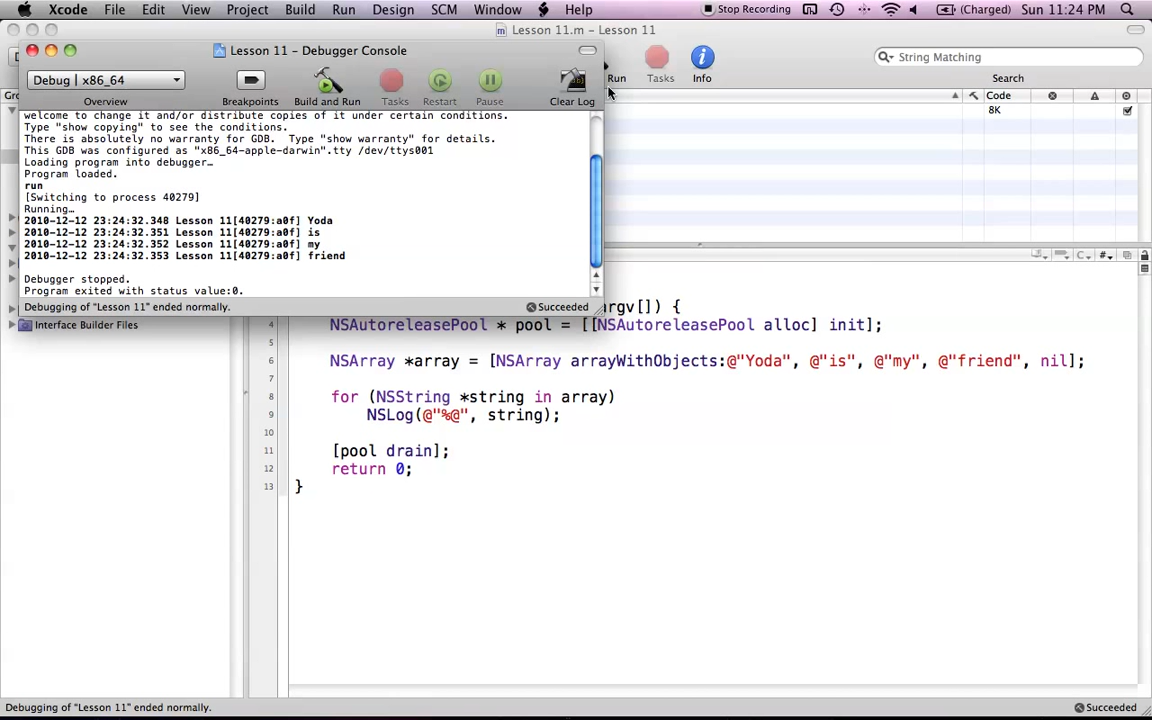 Xcode File Edit View Project Build Run Design SCM Window Help Stop Recording (Charged) Sun 11:24 PM
Lesson 11.m – Lesson 11
Lesson 11 – Debugger Console
Debug | x86_64
String Matching
Overview Breakpoints Build and Run Tasks Restart Pause Clear Log
Run Tasks Info Search
Code
8K
welcome to change it and/or distribute copies of it under certain conditions.
Type "show copying" to see the conditions.
There is absolutely no warranty for GDB.  Type "show warranty" for details.
This GDB was configured as "x86_64-apple-darwin".tty /dev/ttys001
Loading program into debugger…
Program loaded.
run
[Switching to process 40279]
Running…
2010-12-12 23:24:32.348 Lesson 11[40279:a0f] Yoda
2010-12-12 23:24:32.351 Lesson 11[40279:a0f] is
2010-12-12 23:24:32.352 Lesson 11[40279:a0f] my
2010-12-12 23:24:32.353 Lesson 11[40279:a0f] friend
Debugger stopped.
Program exited with status value:0.
Debugging of "Lesson 11" ended normally. Succeeded
Interface Builder Files
argv[]) {
4 NSAutoreleasePool * pool = [[NSAutoreleasePool alloc] init];
5
6 NSArray *array = [NSArray arrayWithObjects:@"Yoda", @"is", @"my", @"friend", nil];
7
8 for (NSString *string in array)
9 NSLog(@"%@", string);
10
11 [pool drain];
12 return 0;
13 }
Debugging of "Lesson 11" ended normally. Succeeded